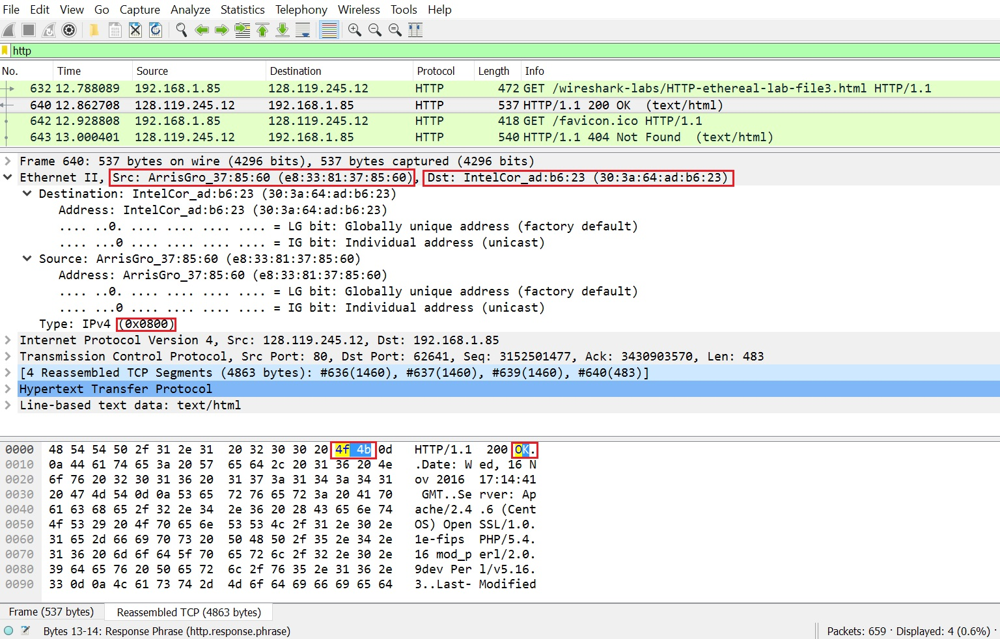 File Edit View Go Capture Analyze Statistics Telephony Wireless Tools Help
http
No. Time Source Destination Protocol Length Info
632 12.788089 192.168.1.85 128.119.245.12 HTTP 472 GET /wireshark-labs/HTTP-ethereal-lab-file3.html HTTP/1.1
640 12.862708 128.119.245.12 192.168.1.85 HTTP 537 HTTP/1.1 200 OK  (text/html)
642 12.928808 192.168.1.85 128.119.245.12 HTTP 418 GET /favicon.ico HTTP/1.1
643 13.000401 128.119.245.12 192.168.1.85 HTTP 540 HTTP/1.1 404 Not Found  (text/html)
Frame 640: 537 bytes on wire (4296 bits), 537 bytes captured (4296 bits)
Ethernet II, Src: ArrisGro_37:85:60 (e8:33:81:37:85:60), Dst: IntelCor_ad:b6:23 (30:3a:64:ad:b6:23)
Destination: IntelCor_ad:b6:23 (30:3a:64:ad:b6:23)
Address: IntelCor_ad:b6:23 (30:3a:64:ad:b6:23)
.... ..0. .... .... .... .... = LG bit: Globally unique address (factory default)
.... ...0 .... .... .... .... = IG bit: Individual address (unicast)
Source: ArrisGro_37:85:60 (e8:33:81:37:85:60)
Address: ArrisGro_37:85:60 (e8:33:81:37:85:60)
.... ..0. .... .... .... .... = LG bit: Globally unique address (factory default)
.... ...0 .... .... .... .... = IG bit: Individual address (unicast)
Type: IPv4 (0x0800)
Internet Protocol Version 4, Src: 128.119.245.12, Dst: 192.168.1.85
Transmission Control Protocol, Src Port: 80, Dst Port: 62641, Seq: 3152501477, Ack: 3430903570, Len: 483
[4 Reassembled TCP Segments (4863 bytes): #636(1460), #637(1460), #639(1460), #640(483)]
Hypertext Transfer Protocol
Line-based text data: text/html
0000 48 54 54 50 2f 31 2e 31  20 32 30 30 20 4f 4b 0d HTTP/1.1  200 OK.
0010 0a 44 61 74 65 3a 20 57  65 64 2c 20 31 36 20 4e .Date: W ed, 16 N
0020 6f 76 20 32 30 31 36 20  31 37 3a 31 34 3a 34 31 ov 2016  17:14:41
0030 20 47 4d 54 0d 0a 53 65  72 76 65 72 3a 20 41 70  GMT..Se rver: Ap
0040 61 63 68 65 2f 32 2e 34  2e 36 20 28 43 65 6e 74 ache/2.4 .6 (Cent
0050 4f 53 29 20 4f 70 65 6e  53 53 4c 2f 31 2e 30 2e OS) Open SSL/1.0.
0060 31 65 2d 66 69 70 73 20  50 48 50 2f 35 2e 34 2e 1e-fips  PHP/5.4.
0070 31 36 20 6d 6f 64 5f 70  65 72 6c 2f 32 2e 30 2e 16 mod_p erl/2.0.
0080 39 64 65 76 20 50 65 72  6c 2f 76 35 2e 31 36 2e 9dev Per l/v5.16.
0090 33 0d 0a 4c 61 73 74 2d  4d 6f 64 69 66 69 65 64 3..Last- Modified
Frame (537 bytes) Reassembled TCP (4863 bytes)
Bytes 13-14: Response Phrase (http.response.phrase) Packets: 659 · Displayed: 4 (0.6%) ·